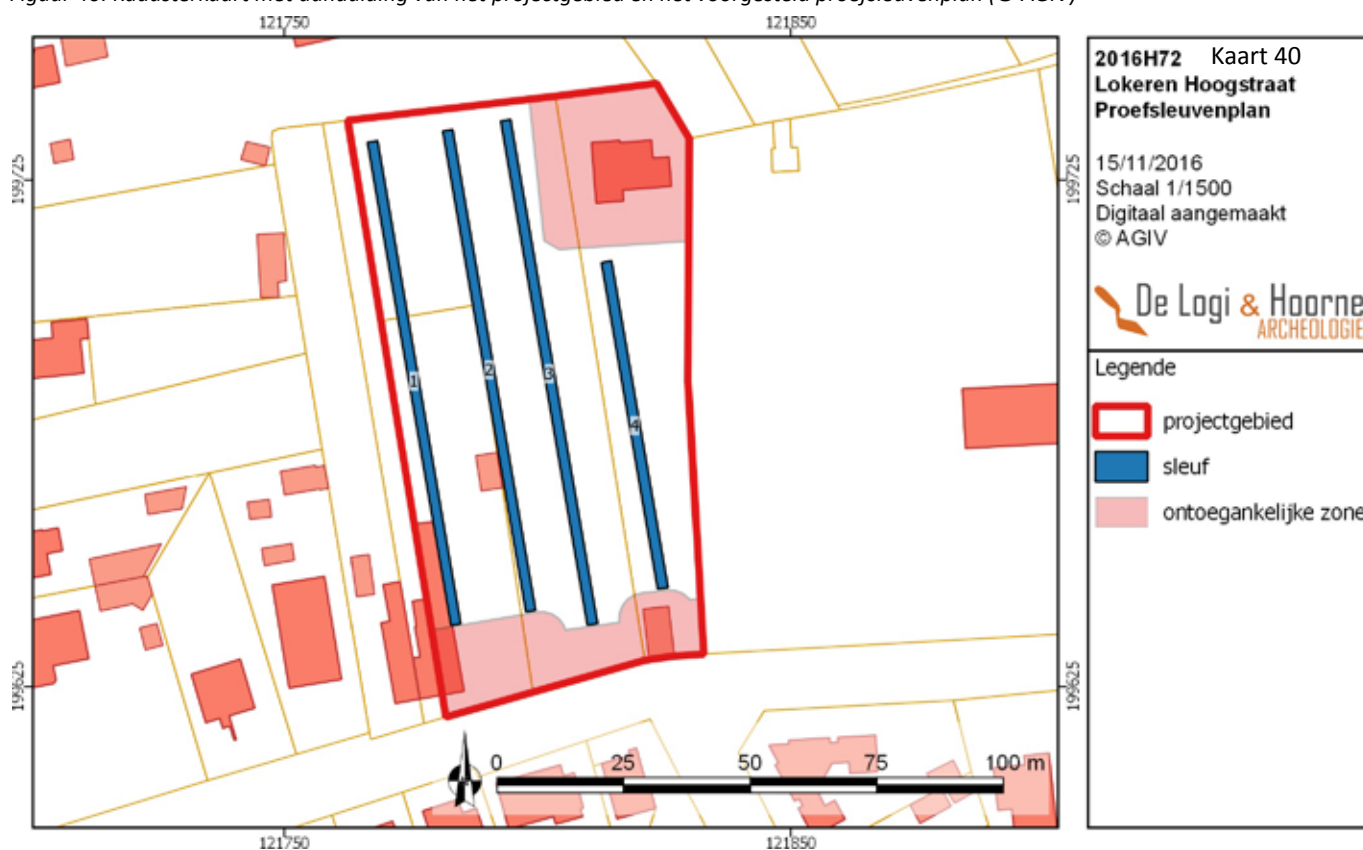 121750 121850
2016H72 Kaart 40
Lokeren Hoogstraat
Proefsleuvenplan
15/11/2016
Schaal 1/1500
Digitaal aangemaakt
© AGIV
De Logi & Hoorne
ARCHEOLOGIE
Legende
projectgebied
sleuf
ontoegankelijke zone
199725 199725
1 2 3 4
199625 199625
0 25 50 75 100 m
121750 121850